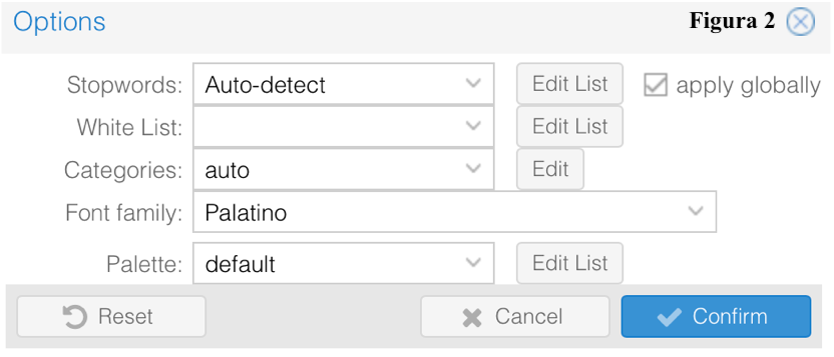 Options Figura 2
Stopwords: Auto-detect Edit List apply globally
White List: Edit List
Categories: auto Edit
Font family: Palatino
Palette: default Edit List
Reset Cancel Confirm